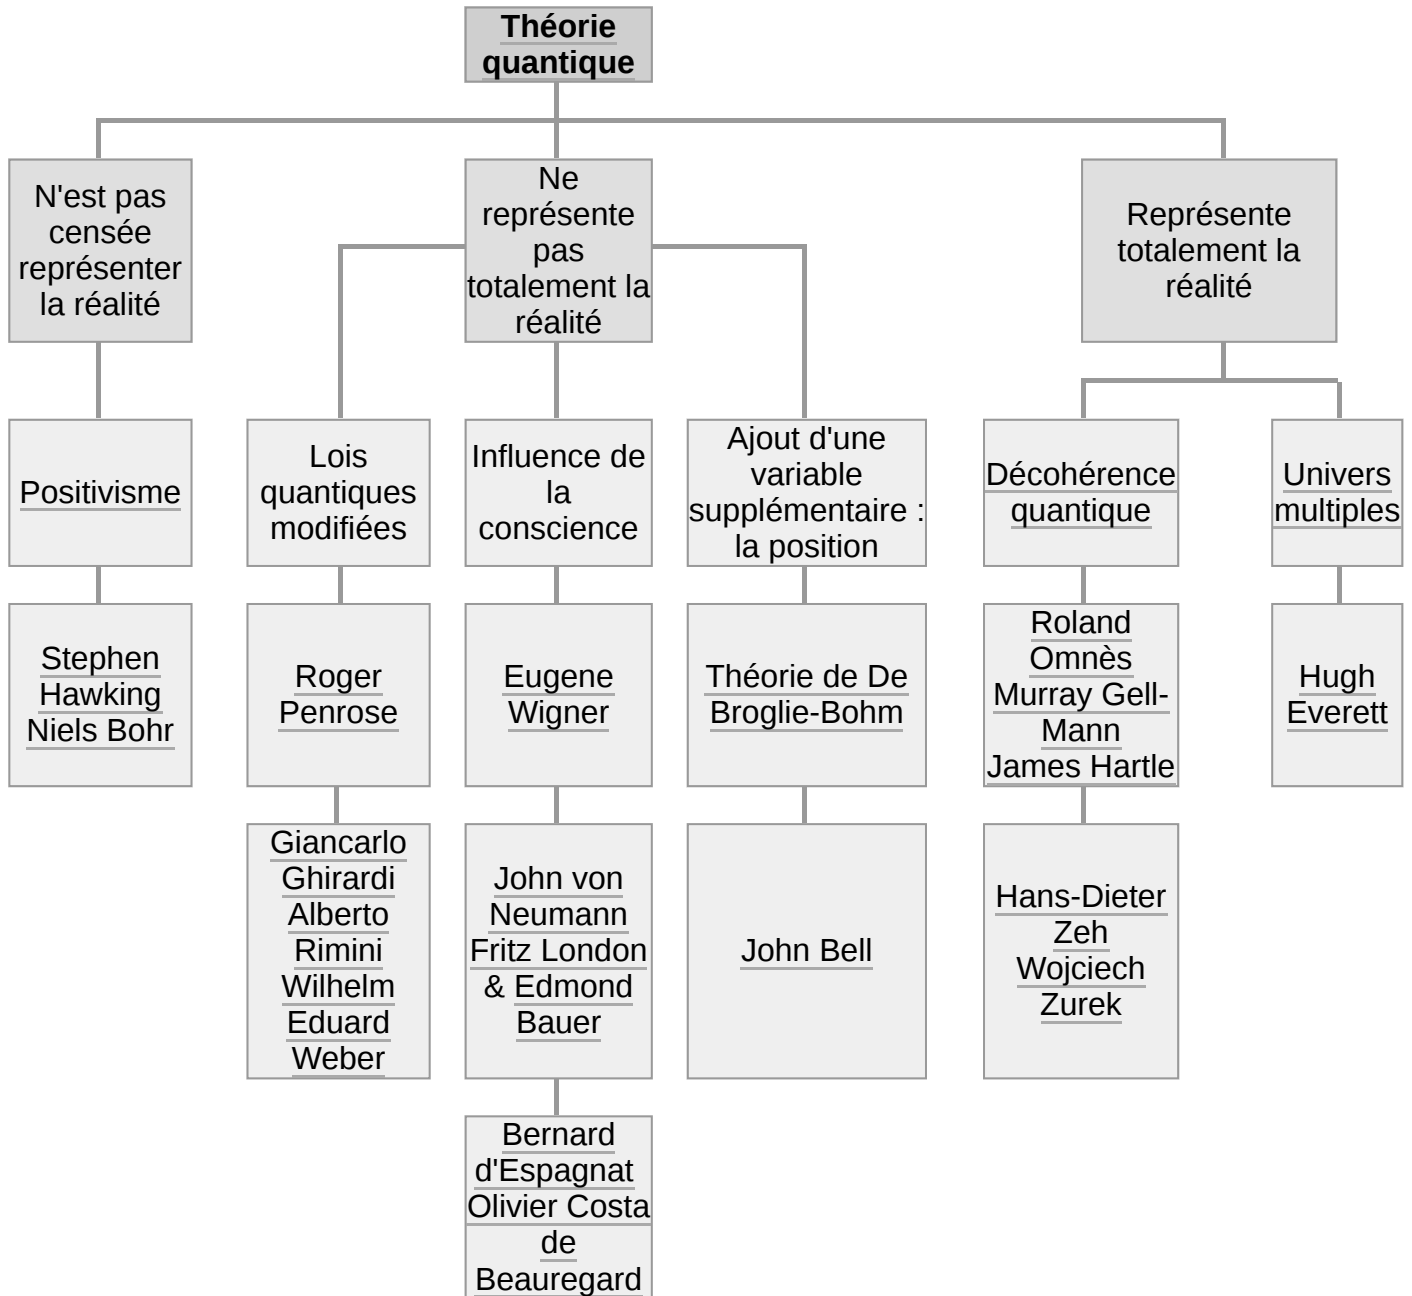 Théorie
quantique
N'est pas
censée
représenter
la réalité
Ne
représente
pas
totalement la
réalité
Représente
totalement la
réalité
Positivisme
Lois
quantiques
modifiées
Influence de
la
conscience
Ajout d'une
variable
supplémentaire :
la position
Décohérence
quantique
Univers
multiples
Stephen
Hawking
Niels Bohr
Roger
Penrose
Eugene
Wigner
Théorie de De
Broglie-Bohm
Roland
Omnès
Murray Gell-
Mann
James Hartle
Hugh
Everett
Giancarlo
Ghirardi
Alberto
Rimini
Wilhelm
Eduard
Weber
John von
Neumann
Fritz London
& Edmond
Bauer
John Bell
Hans-Dieter
Zeh
Wojciech
Zurek
Bernard
d'Espagnat
Olivier Costa
de
Beauregard